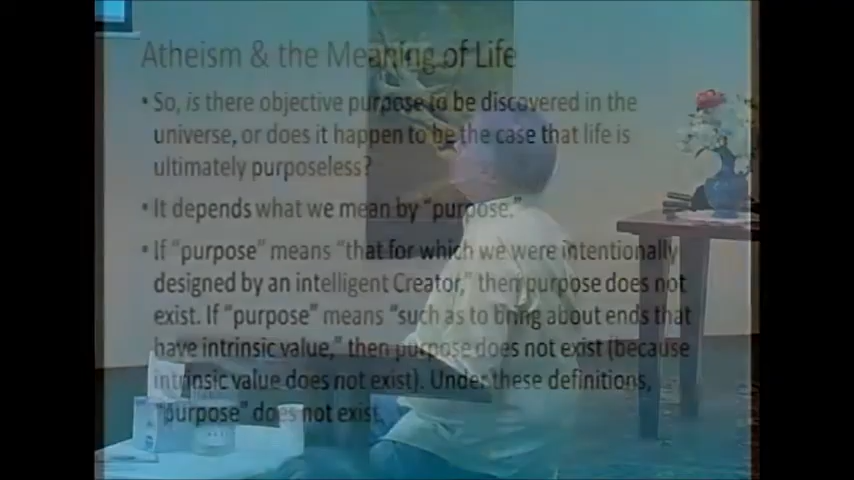 Atheism & the Meaning of Life
• So, is there objective purpose to be discovered in the
universe, or does it happen to be the case that life is
ultimately purposeless?
• It depends what we mean by “purpose.”
• If “purpose” means “that for which we were intentionally
designed by an intelligent Creator,” then purpose does not
exist. If “purpose” means “such as to bring about ends that
have intrinsic value,” then purpose does not exist (because
intrinsic value does not exist). Under these definitions,
“purpose” does not exist.